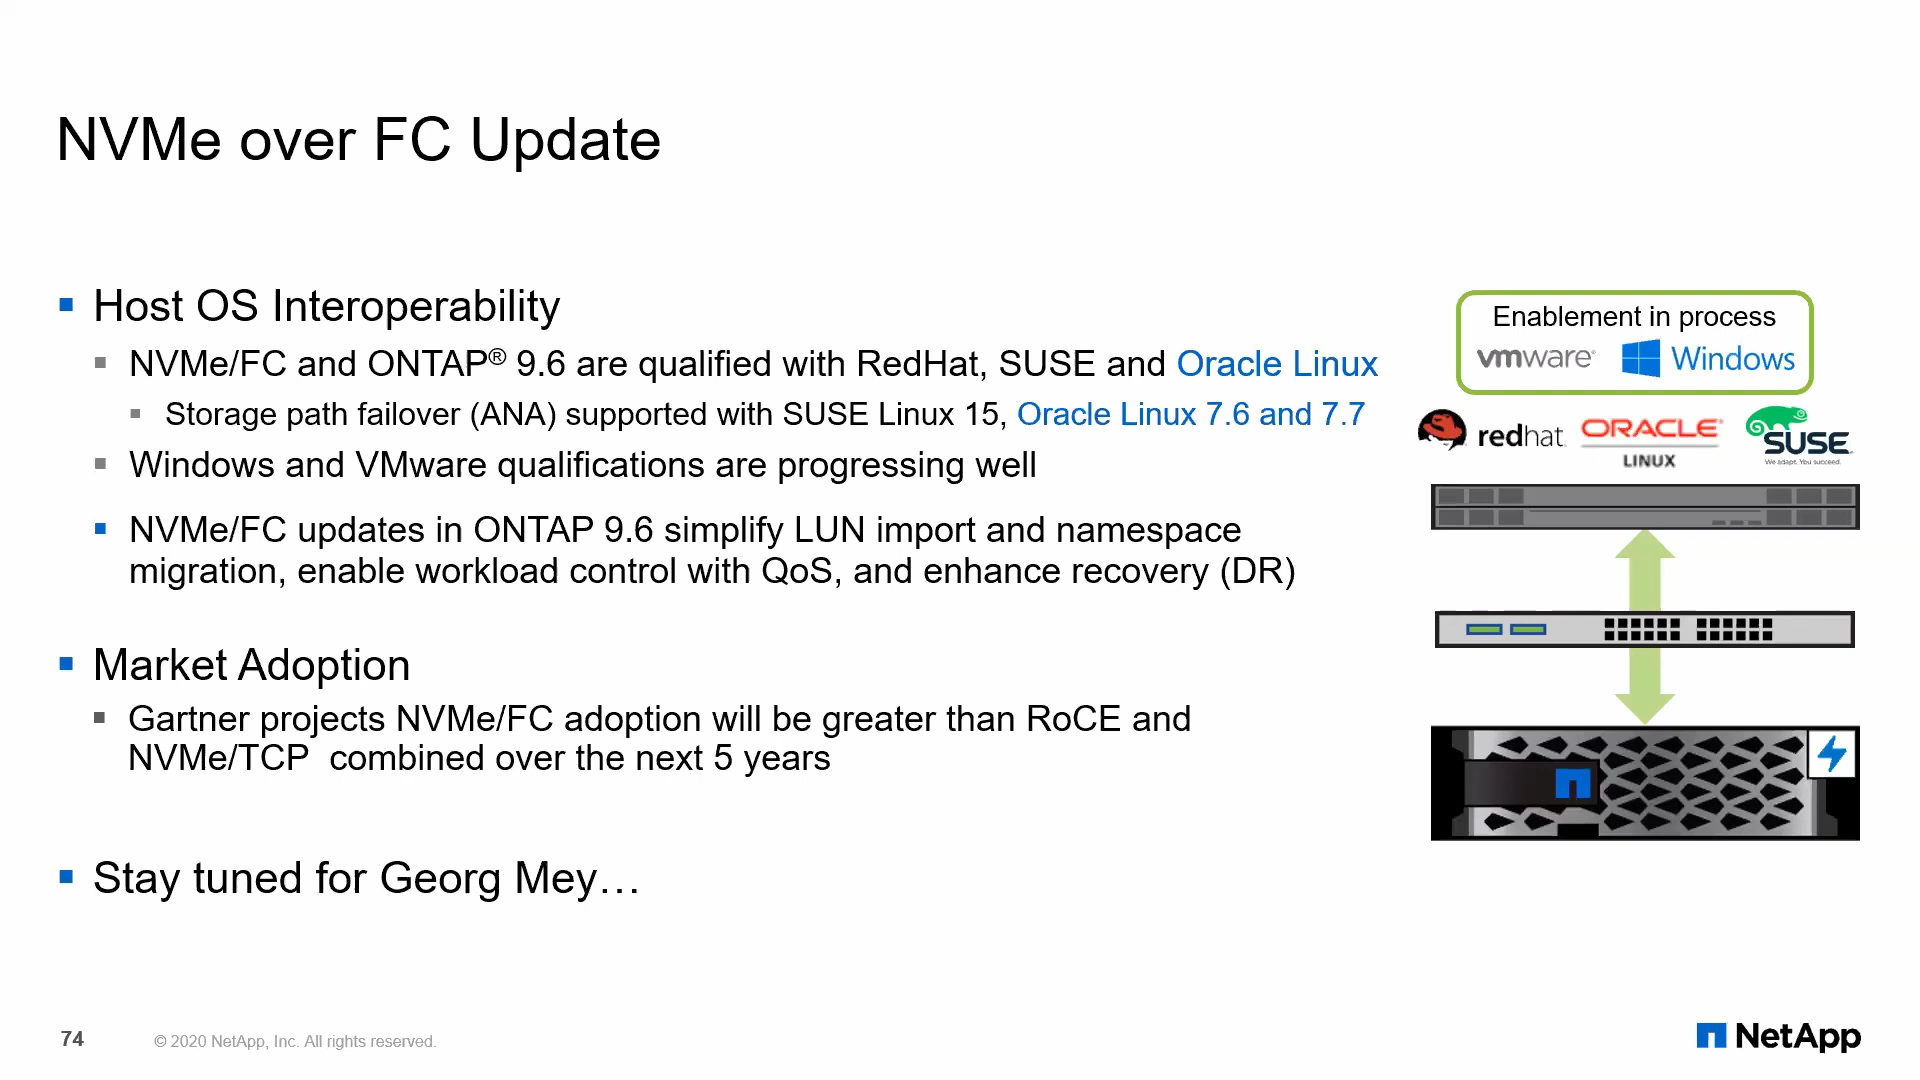 NVMe over FC Update
Host OS Interoperability
NVMe/FC and ONTAP® 9.6 are qualified with RedHat, SUSE and Oracle Linux
Storage path failover (ANA) supported with SUSE Linux 15, Oracle Linux 7.6 and 7.7
Windows and VMware qualifications are progressing well
NVMe/FC updates in ONTAP 9.6 simplify LUN import and namespace
migration, enable workload control with QoS, and enhance recovery (DR)
Market Adoption
Gartner projects NVMe/FC adoption will be greater than RoCE and
NVMe/TCP combined over the next 5 years
Stay tuned for Georg Mey…
Enablement in process
vmware® Windows
redhat. ORACLE® SUSE.
LINUX
We adapt. You succeed.
74
© 2020 NetApp, Inc. All rights reserved.
NetApp